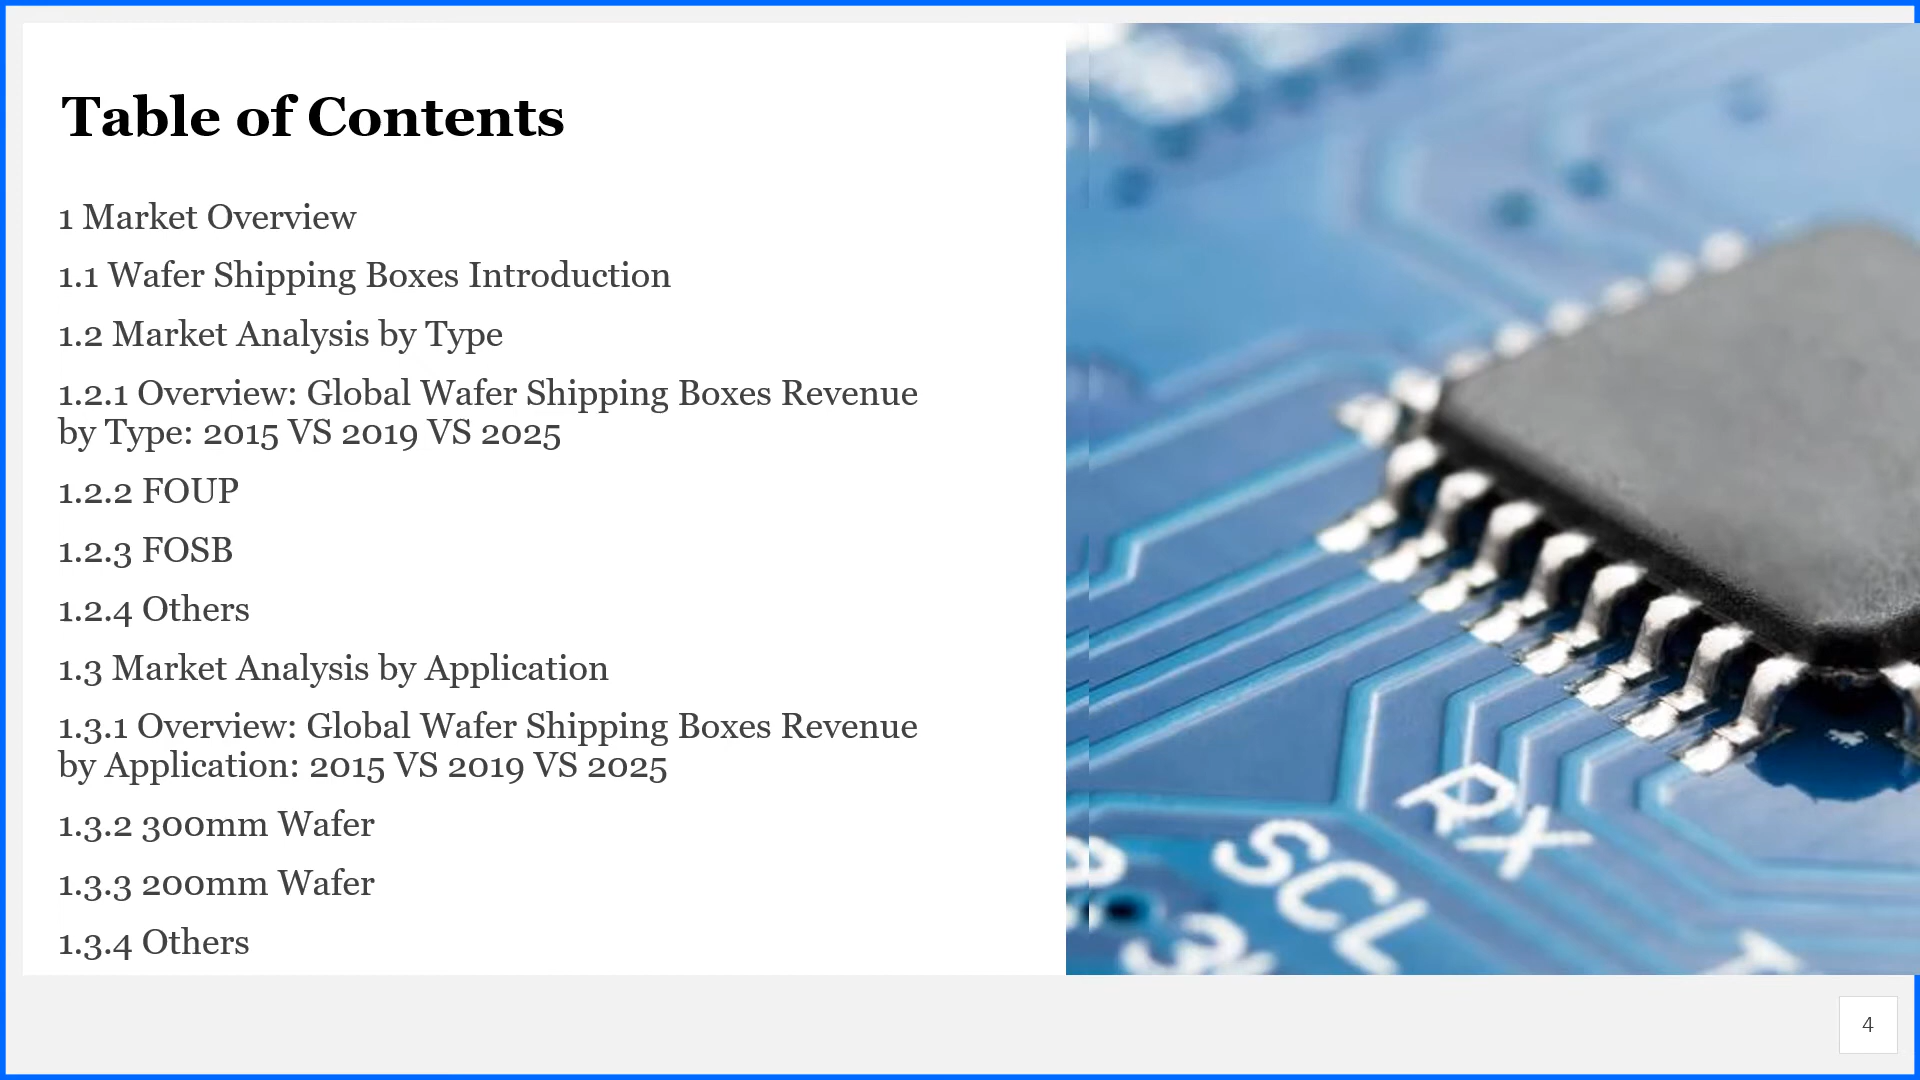 Table of Contents
1 Market Overview
1.1 Wafer Shipping Boxes Introduction
1.2 Market Analysis by Type
1.2.1 Overview: Global Wafer Shipping Boxes Revenue
by Type: 2015 VS 2019 VS 2025
1.2.2 FOUP
1.2.3 FOSB
1.2.4 Others
1.3 Market Analysis by Application
1.3.1 Overview: Global Wafer Shipping Boxes Revenue
by Application: 2015 VS 2019 VS 2025
1.3.2 300mm Wafer
1.3.3 200mm Wafer
1.3.4 Others
RX
SCL
4